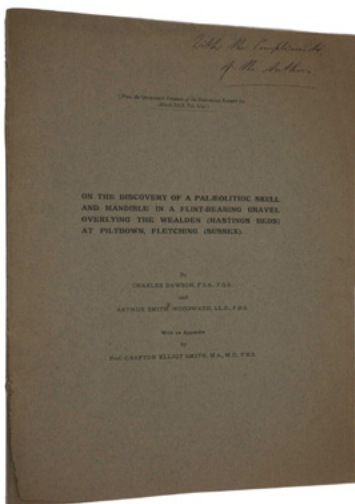 With the Compliments
of the Authors
ON THE DISCOVERY OF A PALÆOLITHIC SKULL
AND MANDIBLE IN A FLINT-BEARING GRAVEL
OVERLYING THE WEALDEN (HASTINGS BEDS)
AT PILTDOWN, FLETCHING (SUSSEX).
By
CHARLES DAWSON, F.S.A., F.G.S.
and
ARTHUR SMITH WOODWARD, LL.D., F.R.S.
With an Appendix
by
Prof. GRAFTON ELLIOT SMITH, M.A., M.D., F.R.S.